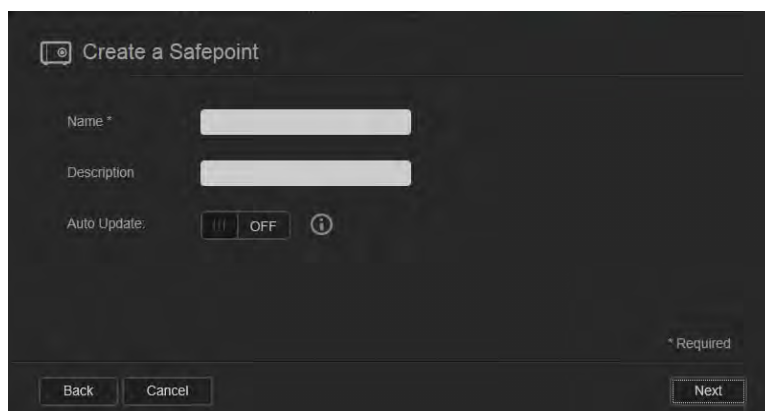 Create a Safepoint
Name *
Description
Auto Update:
OFF
* Required
Back
Cancel
Next